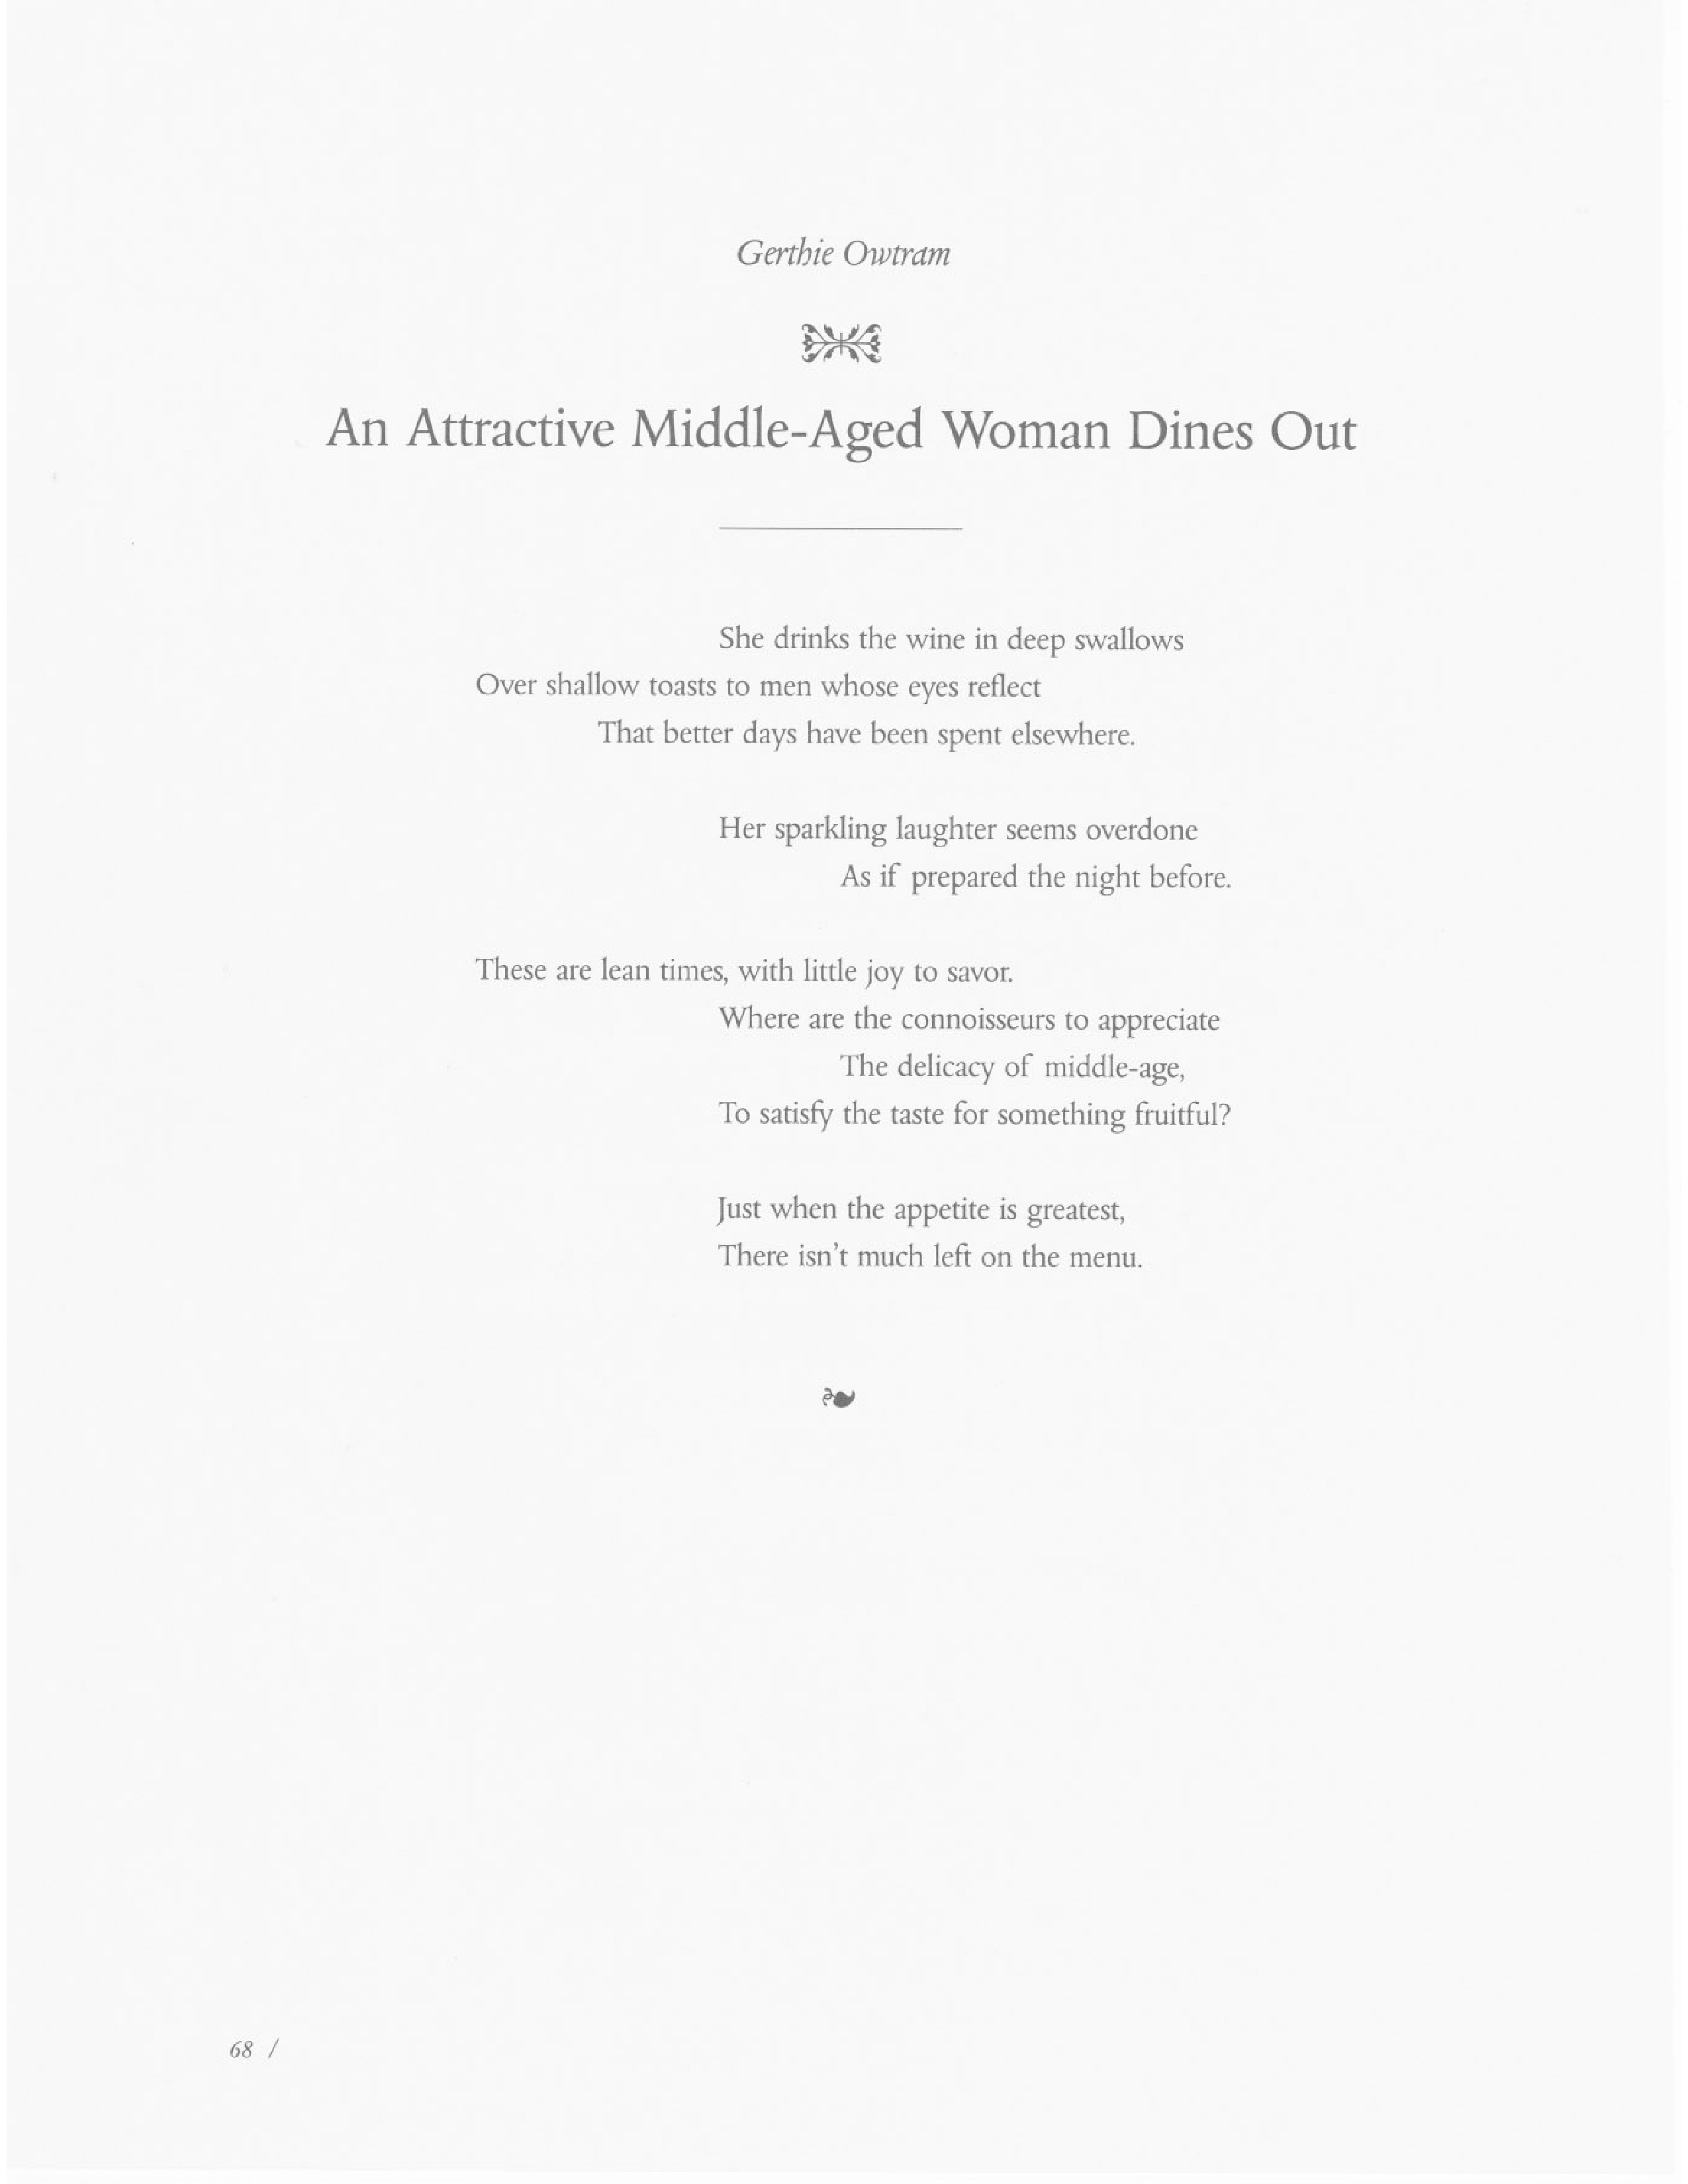 Gerthie Owtram
An Attractive Middle-Aged Woman Dines Out
She drinks the wine in deep swallows
Over shallow toasts to men whose eyes reflect
That better days have been spent elsewhere.
Her sparkling laughter seems overdone
As if prepared the night before.
These are lean times, with little joy to savor.
Where are the connoisseurs to appreciate
The delicacy of middle-age,
To satisfy the taste for something fruitful?
Just when the appetite is greatest,
There isn't much left on the menu.
68 /